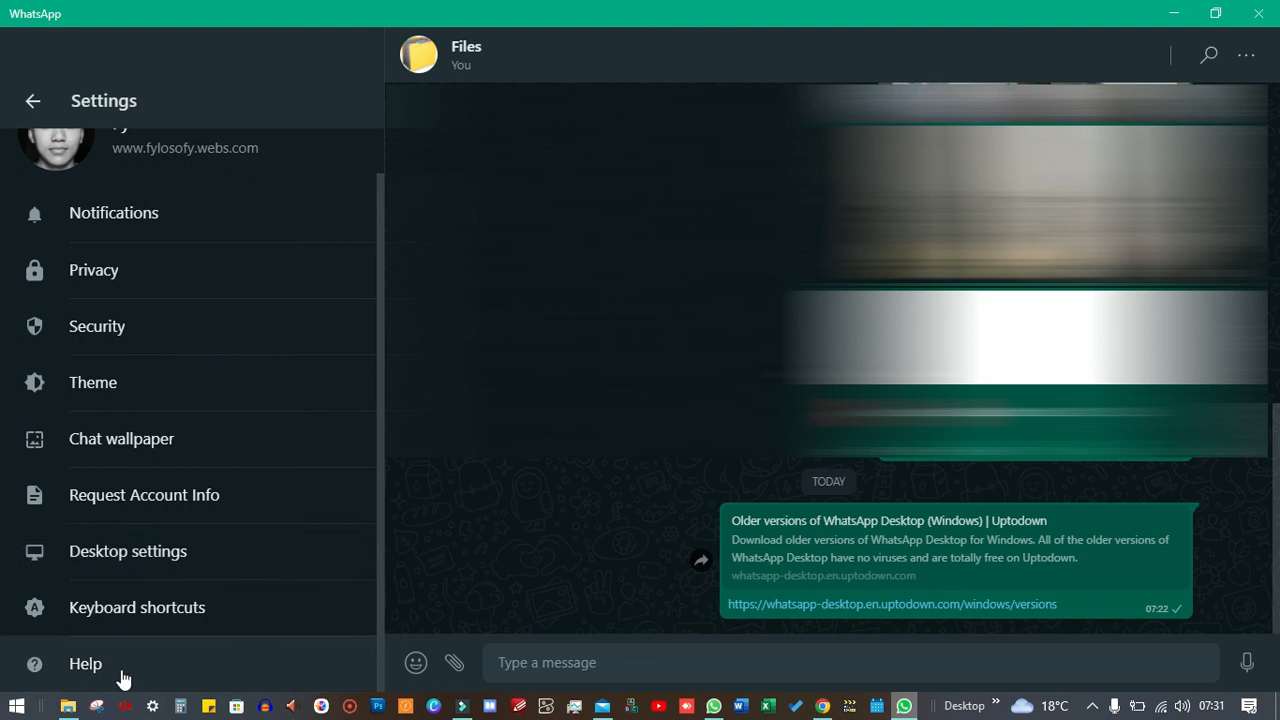 WhatsApp
Files
You
Settings
www.fylosofy.webs.com
Notifications
Privacy
Security
Theme
Chat wallpaper
Request Account Info
Desktop settings
Keyboard shortcuts
Help
TODAY
Older versions of WhatsApp Desktop (Windows) | Uptodown
Download older versions of WhatsApp Desktop for Windows. All of the older versions of
WhatsApp Desktop have no viruses and are totally free on Uptodown.
whatsapp-desktop.en.uptodown.com
https://whatsapp-desktop.en.uptodown.com/windows/versions
07:22
Type a message
Desktop
18°C
07:31